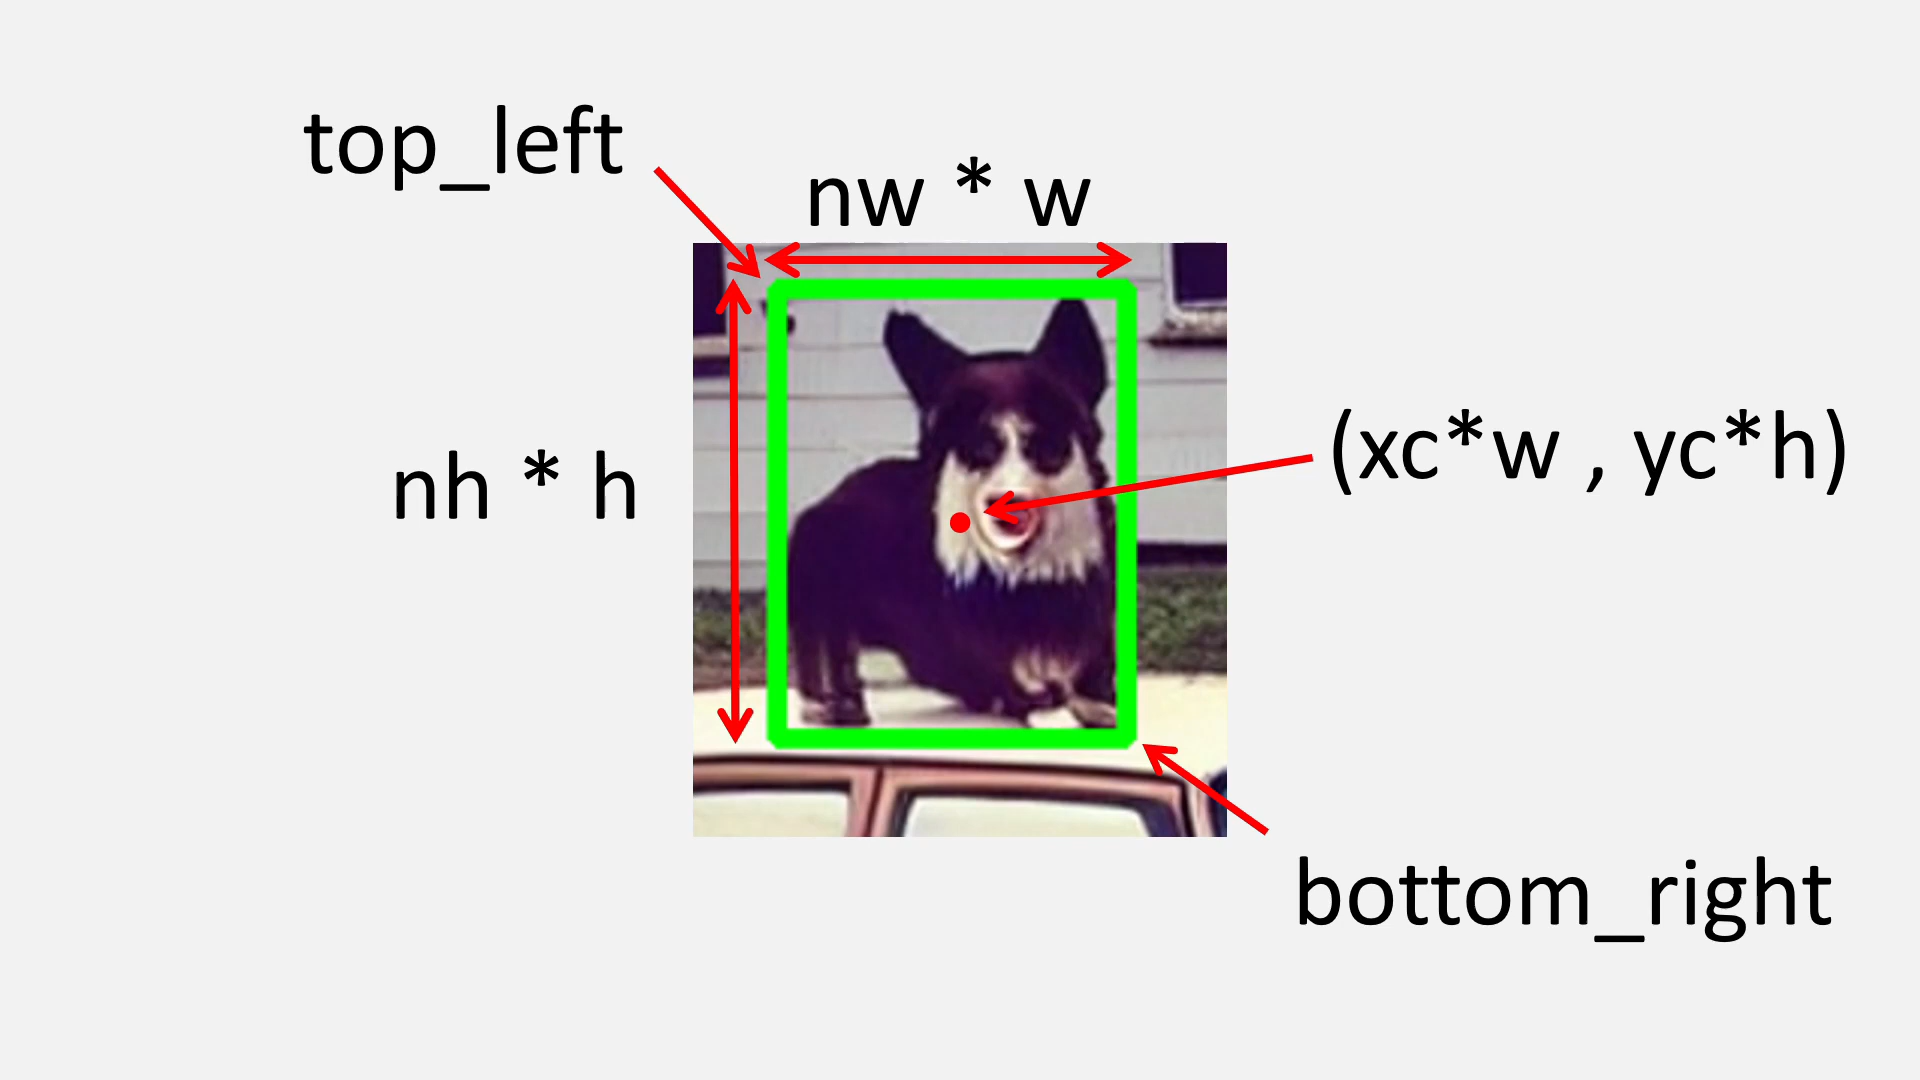 top_left
nw * w
(xc*w , yc*h)
nh * h
bottom_right